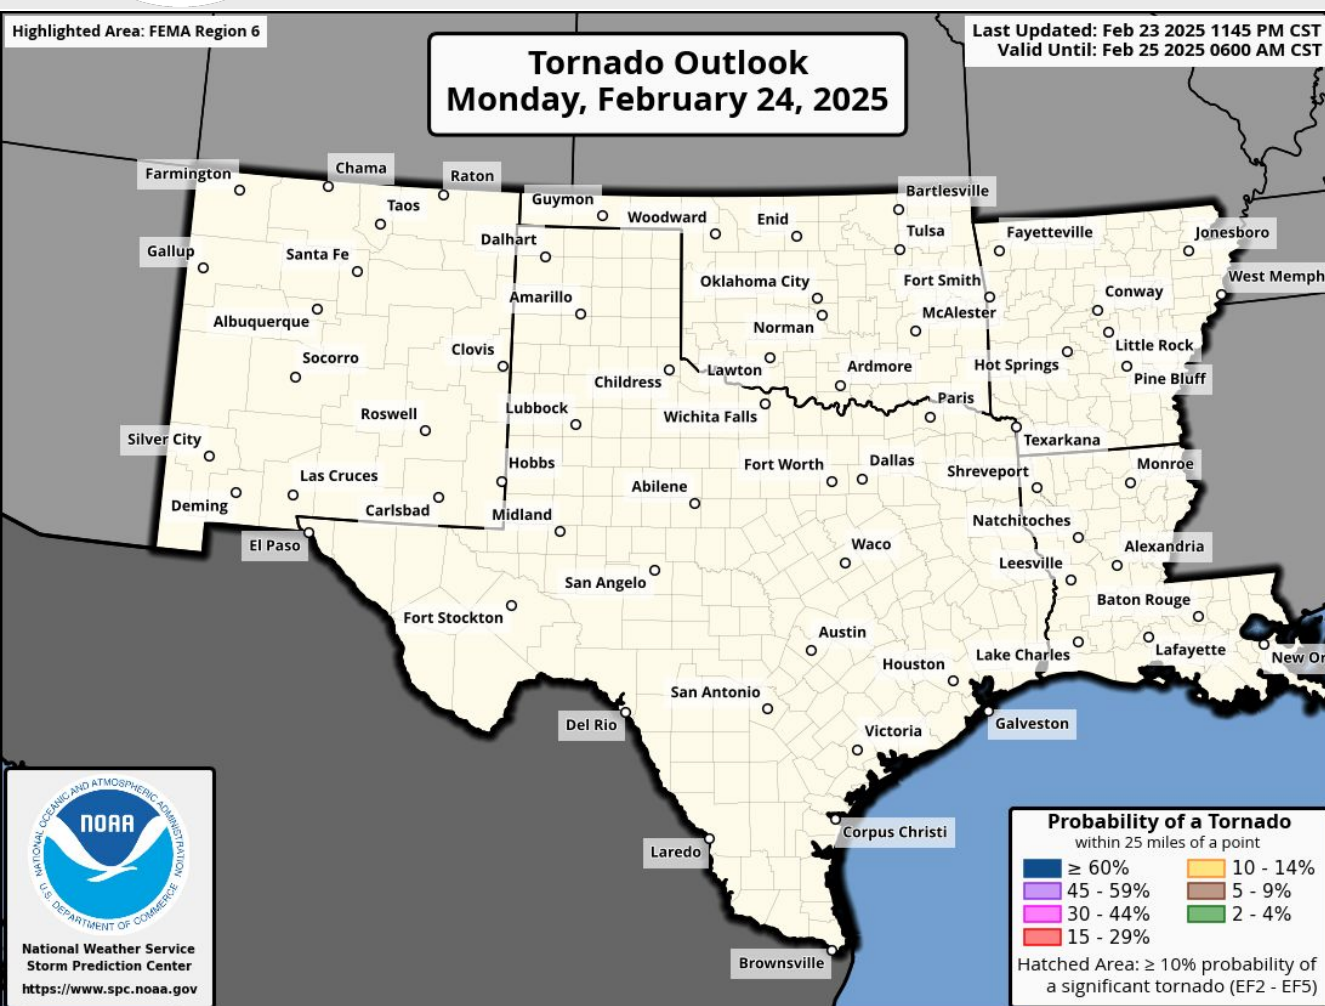 Highlighted Area: FEMA Region 6
Last Updated: Feb 23 2025 1145 PM CST
Valid Until: Feb 25 2025 0600 AM CST
Tornado Outlook
Monday, February 24, 2025
Farmington
Chama
Raton
Taos
Guymon
Woodward
Enid
Bartlesville
Tulsa
Fayetteville
Jonesboro
Gallup
Santa Fe
Dalhart
Oklahoma City
Fort Smith
West Memph
Amarillo
Conway
Albuquerque
Norman
McAlester
Little Rock
Socorro
Clovis
Childress
Lawton
Ardmore
Hot Springs
Pine Bluff
Roswell
Lubbock
Wichita Falls
Paris
Silver City
Texarkana
Las Cruces
Hobbs
Fort Worth
Dallas
Shreveport
Monroe
Deming
Carlsbad
Abilene
Midland
Natchitoches
El Paso
Waco
Alexandria
San Angelo
Leesville
Fort Stockton
Baton Rouge
Austin
Lake Charles
Lafayette
New Or
Houston
San Antonio
Del Rio
Victoria
Galveston
Corpus Christi
Laredo
Brownsville
NATIONAL OCEANIC AND ATMOSPHERIC ADMINISTRATION
NOAA
U.S. DEPARTMENT OF COMMERCE
National Weather Service
Storm Prediction Center
https://www.spc.noaa.gov
Probability of a Tornado
within 25 miles of a point
≥ 60%
10 - 14%
45 - 59%
5 - 9%
30 - 44%
2 - 4%
15 - 29%
Hatched Area: ≥ 10% probability of
a significant tornado (EF2 - EF5)